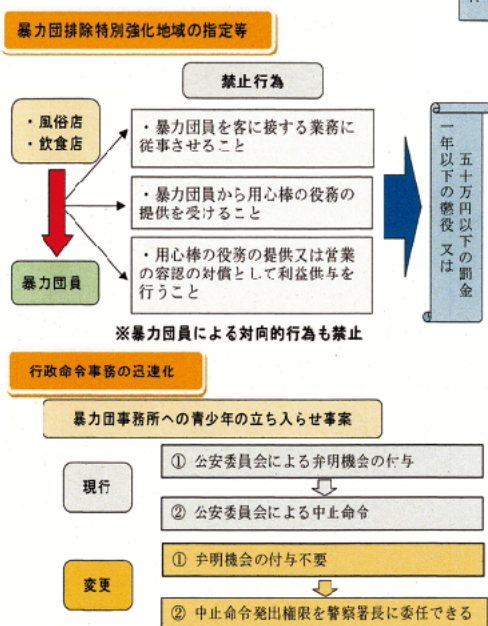 暴力団排除特別強化地域の指定等
禁止行為
・風俗店
・飲食店
暴力団員
・暴力団員を客に接する業務に
従事させること
・暴力団員から用心棒の役務の
提供を受けること
・用心棒の役務の提供又は営業
の容認の対償として利益供与を
行うこと
一年以下の懲役 又は
五十万円以下の罰金
※暴力団員による対向的行為も禁止
行政命令事務の迅速化
暴力団事務所への青少年の立ち入らせ事案
現行
① 公安委員会による弁明機会の付与
② 公安委員会による中止命令
変更
① 弁明機会の付与不要
② 中止命令発出権限を警察署長に委任できる